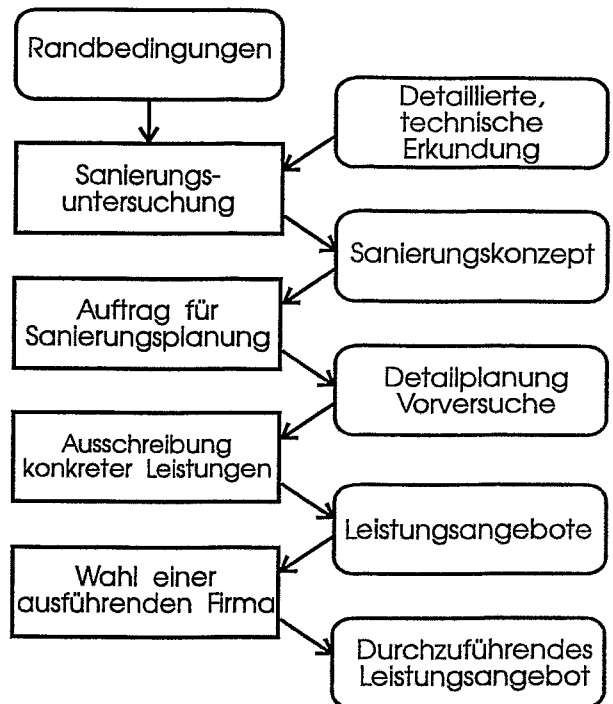 Randbedingungen
Detaillierte,
technische
Erkundung
Sanierungs-
untersuchung
Sanierungskonzept
Auftrag für
Sanierungsplanung
Detailplanung
Vorversuche
Ausschreibung
konkreter Leistungen
Leistungsangebote
Wahl einer
ausführenden Firma
Durchzuführendes
Leistungsangebot